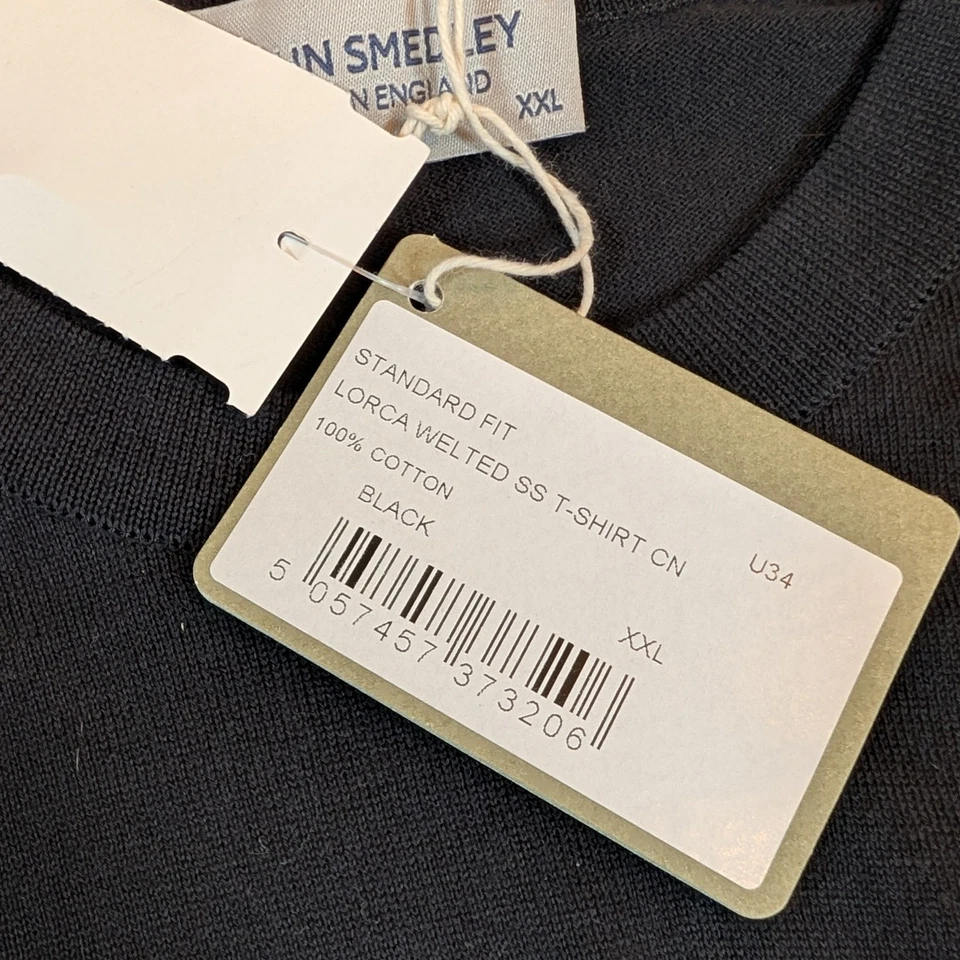 IN SMEDLEY
N ENGLAND XXL
STANDARD FIT
LORCA WELTED SS T-SHIRT CN U34
100% COTTON
BLACK
XXL
5 057457 373206